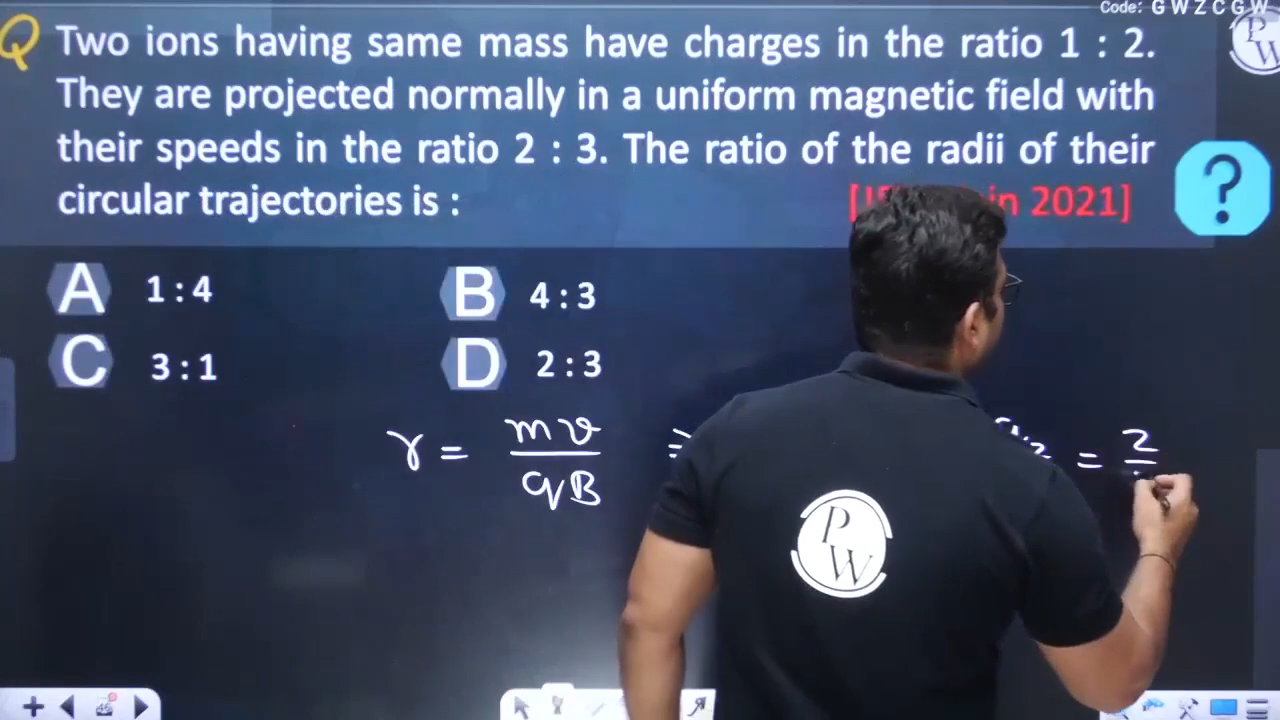 Code: G W Z C G W
Q Two ions having same mass have charges in the ratio 1 : 2.
They are projected normally in a uniform magnetic field with
their speeds in the ratio 2 : 3. The ratio of the radii of their
circular trajectories is : in 2021]
A 1 : 4 B 4 : 3
C 3 : 1 D 2 : 3
r = mv / qB = 2
P W